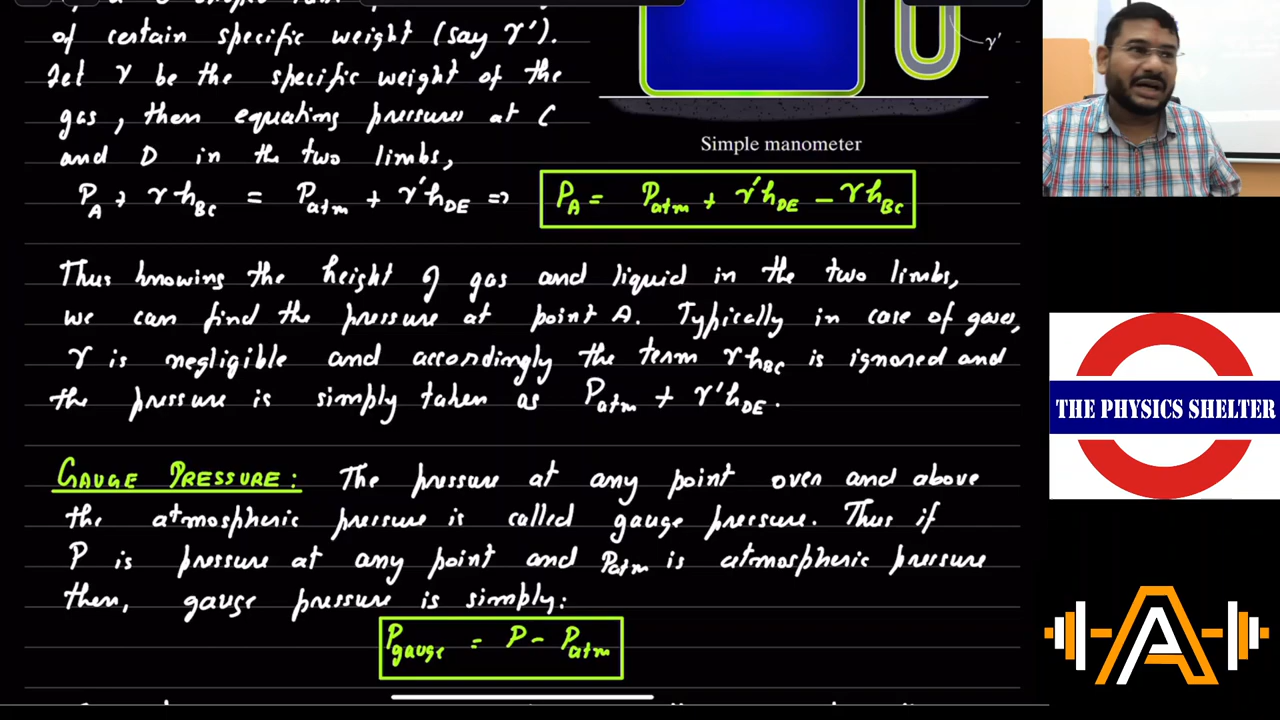 of certain specific weight (say γ').
Let γ be the specific weight of the
gas, then equating pressures at C
and D in the two limbs,
P_A + γh_BC = P_atm + γ'h_DE ⇒ P_A = P_atm + γ'h_DE - γh_BC
γ'
Simple manometer
Thus knowing the height of gas and liquid in the two limbs,
we can find the pressure at point A. Typically in case of gases,
γ is negligible and accordingly the term γh_BC is ignored and
the pressure is simply taken as P_atm + γ'h_DE.
GAUGE PRESSURE: The pressure at any point over and above
the atmospheric pressure is called gauge pressure. Thus if
P is pressure at any point and P_atm is atmospheric pressure
then, gauge pressure is simply:
P_gauge = P - P_atm
THE PHYSICS SHELTER
A